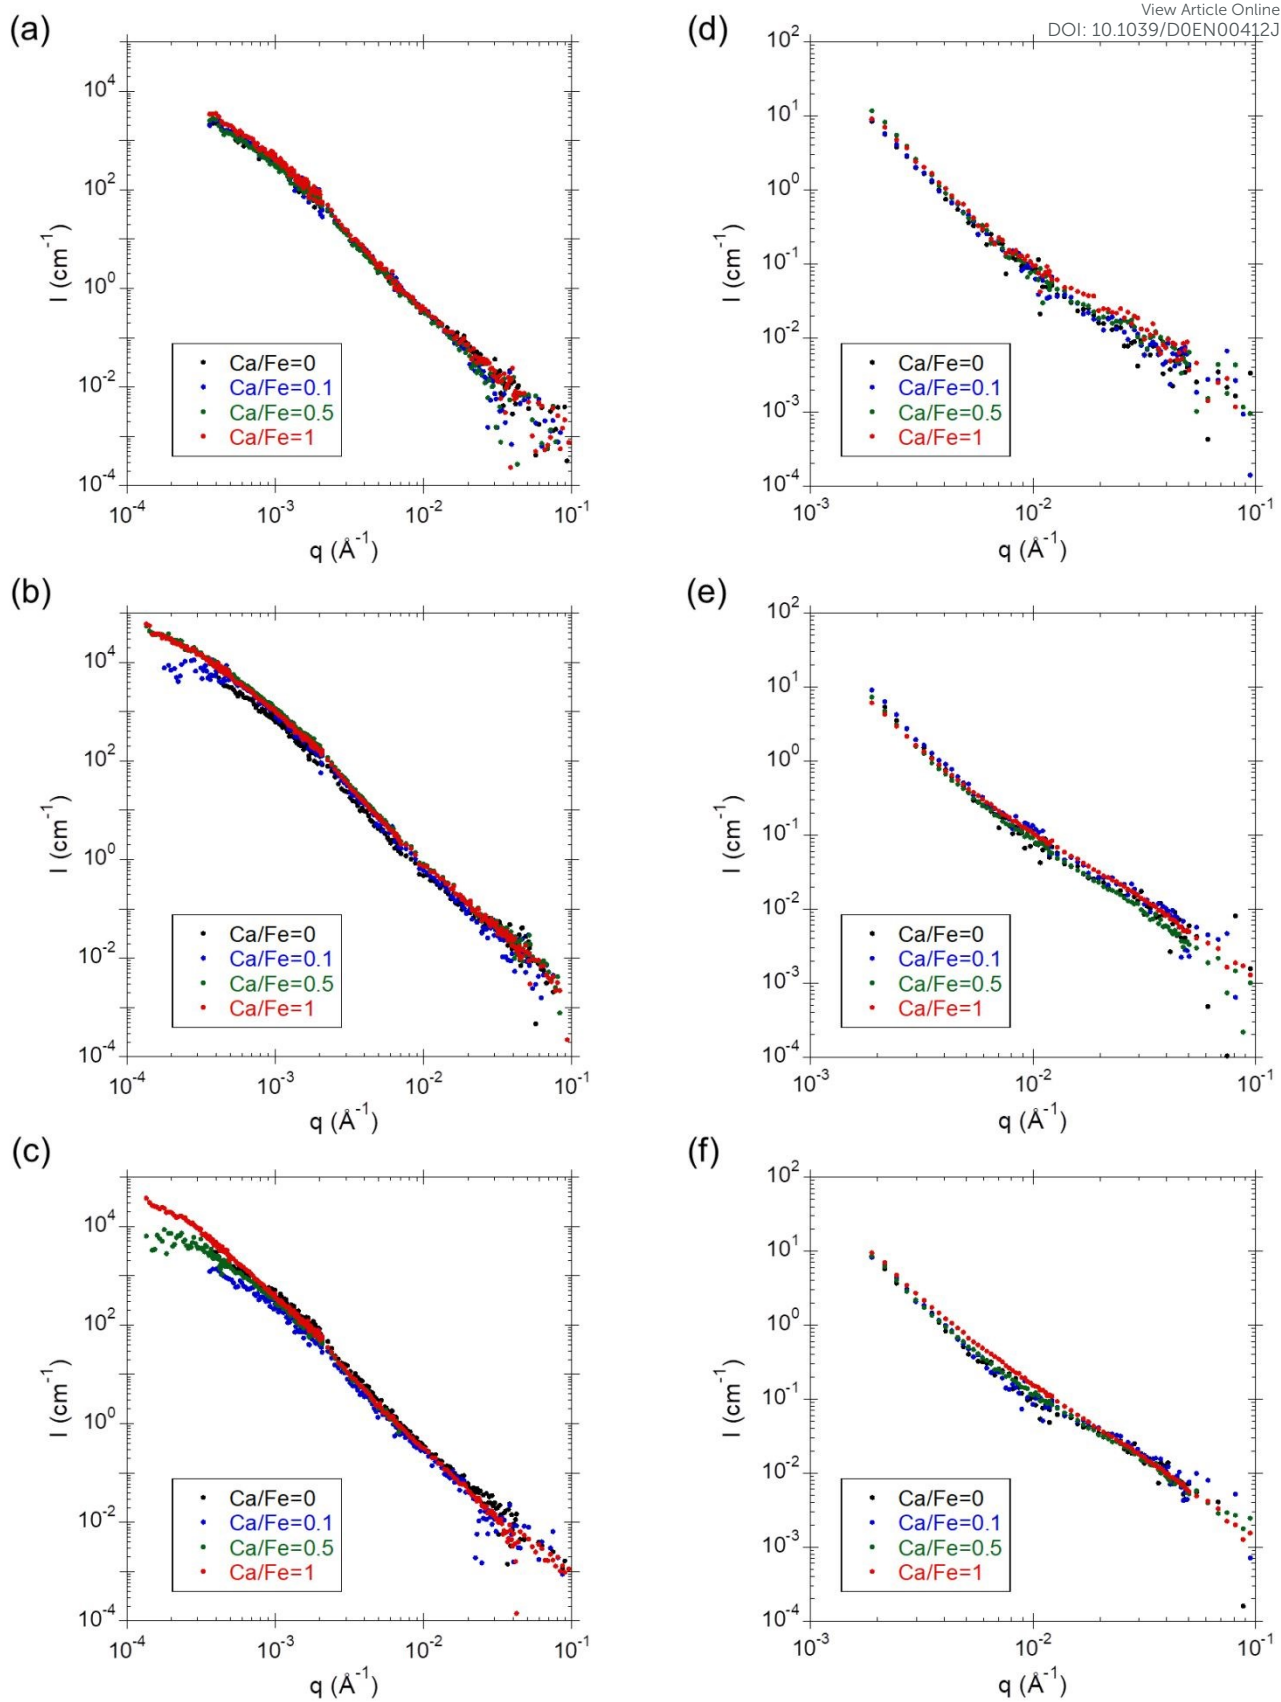 View Article Online
DOI: 10.1039/D0EN00412J
(a)
10^4
10^2
10^0
10^-2
10^-4
I (cm^-1)
Ca/Fe=0
Ca/Fe=0.1
Ca/Fe=0.5
Ca/Fe=1
10^-4
10^-3
10^-2
10^-1
q (Å^-1)
(d)
10^2
10^1
10^0
10^-1
10^-2
10^-3
10^-4
I (cm^-1)
Ca/Fe=0
Ca/Fe=0.1
Ca/Fe=0.5
Ca/Fe=1
10^-3
10^-2
10^-1
q (Å^-1)
(b)
10^4
10^2
10^0
10^-2
10^-4
I (cm^-1)
Ca/Fe=0
Ca/Fe=0.1
Ca/Fe=0.5
Ca/Fe=1
10^-4
10^-3
10^-2
10^-1
q (Å^-1)
(e)
10^2
10^1
10^0
10^-1
10^-2
10^-3
10^-4
I (cm^-1)
Ca/Fe=0
Ca/Fe=0.1
Ca/Fe=0.5
Ca/Fe=1
10^-3
10^-2
10^-1
q (Å^-1)
(c)
10^4
10^2
10^0
10^-2
10^-4
I (cm^-1)
Ca/Fe=0
Ca/Fe=0.1
Ca/Fe=0.5
Ca/Fe=1
10^-4
10^-3
10^-2
10^-1
q (Å^-1)
(f)
10^2
10^1
10^0
10^-1
10^-2
10^-3
10^-4
I (cm^-1)
Ca/Fe=0
Ca/Fe=0.1
Ca/Fe=0.5
Ca/Fe=1
10^-3
10^-2
10^-1
q (Å^-1)